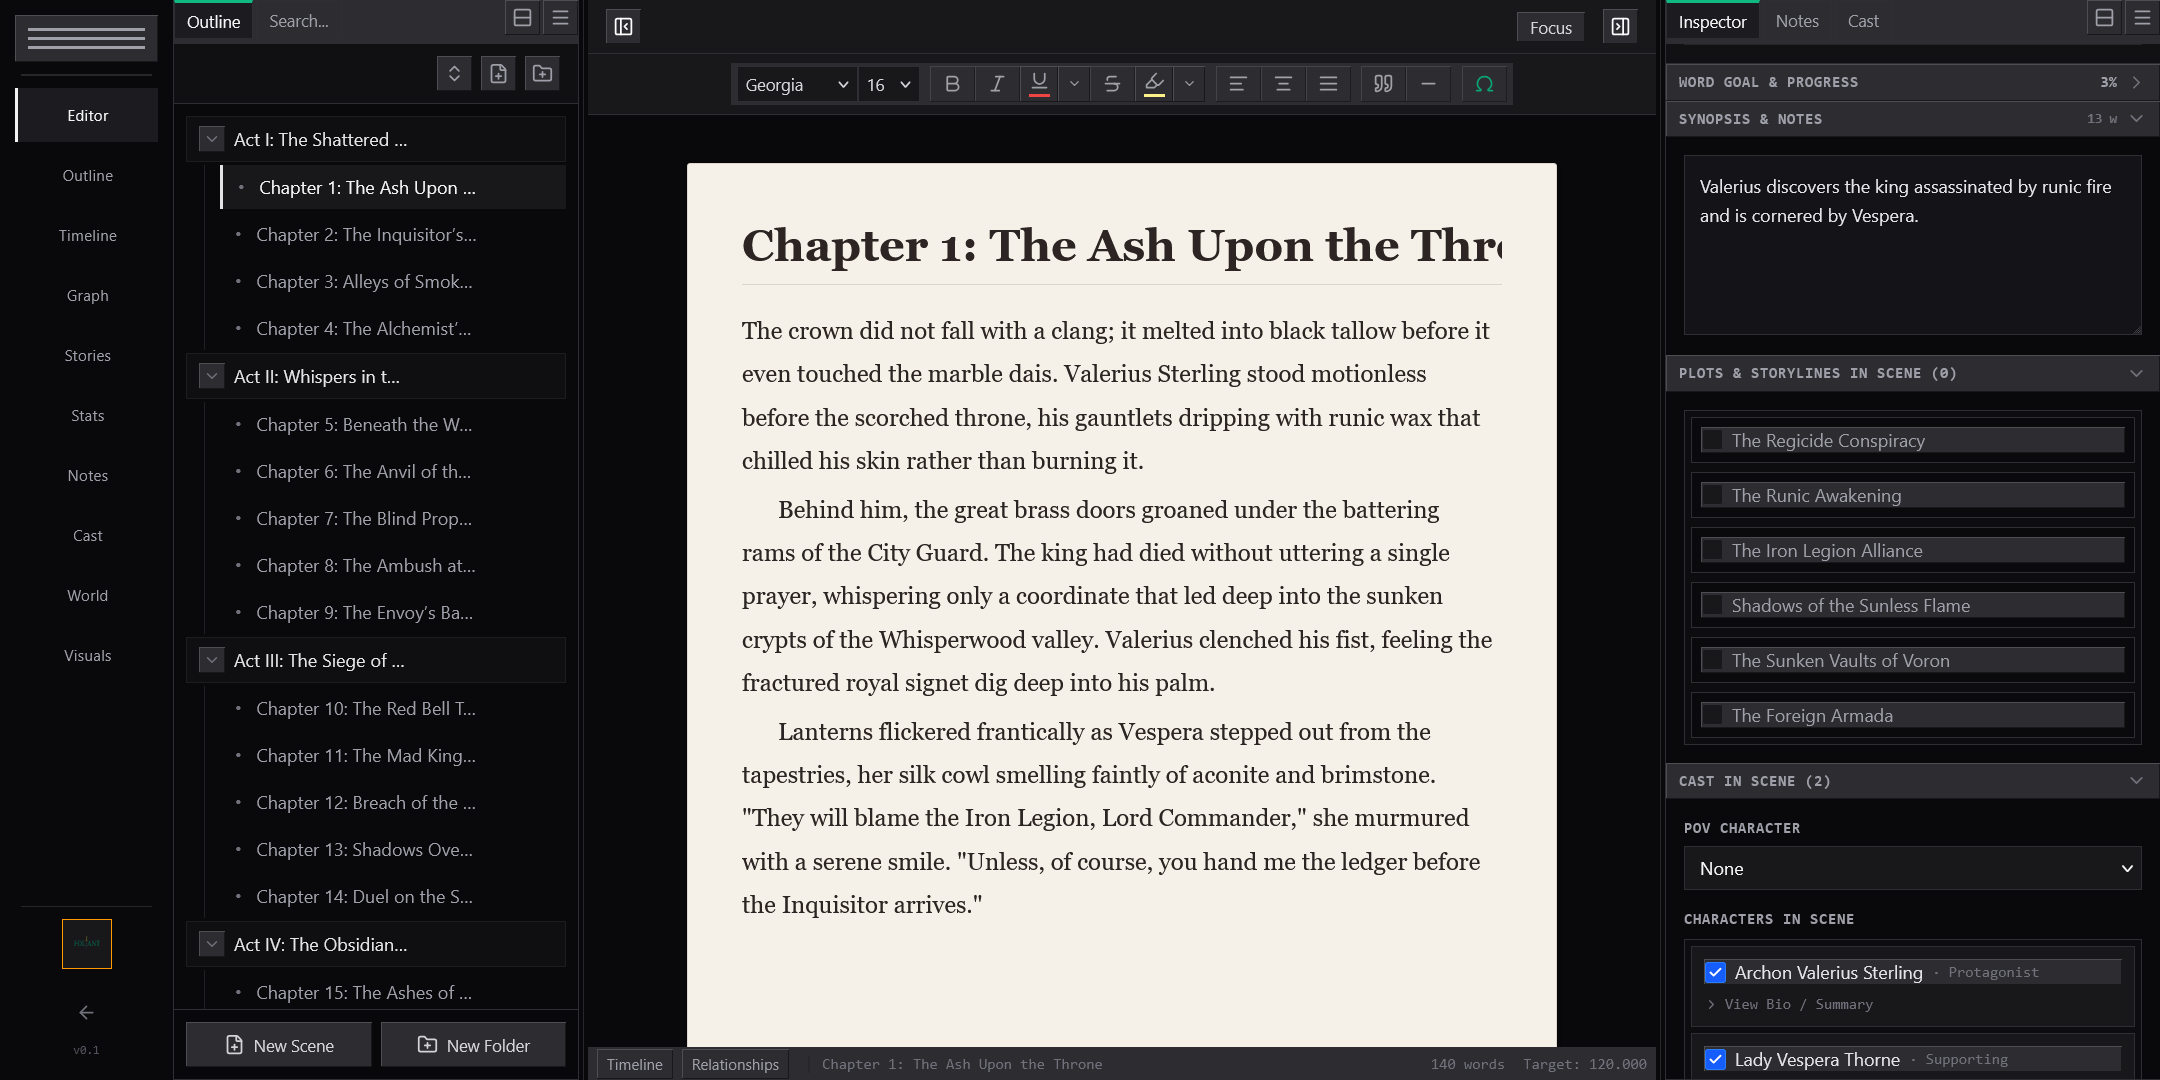 Editor
Outline
Timeline
Graph
Stories
Stats
Notes
Cast
World
Visuals
v0.1
Outline
Search...
Act I: The Shattered ...
Chapter 1: The Ash Upon ...
Chapter 2: The Inquisitor's...
Chapter 3: Alleys of Smok...
Chapter 4: The Alchemist'...
Act II: Whispers in t...
Chapter 5: Beneath the W...
Chapter 6: The Anvil of th...
Chapter 7: The Blind Prop...
Chapter 8: The Ambush at...
Chapter 9: The Envoy's Ba...
Act III: The Siege of ...
Chapter 10: The Red Bell T...
Chapter 11: The Mad King...
Chapter 12: Breach of the ...
Chapter 13: Shadows Ove...
Chapter 14: Duel on the S...
Act IV: The Obsidian...
Chapter 15: The Ashes of ...
New Scene
New Folder
Focus
Georgia
16
Chapter 1: The Ash Upon the Thro
The crown did not fall with a clang; it melted into black tallow before it
even touched the marble dais. Valerius Sterling stood motionless
before the scorched throne, his gauntlets dripping with runic wax that
chilled his skin rather than burning it.
Behind him, the great brass doors groaned under the battering
rams of the City Guard. The king had died without uttering a single
prayer, whispering only a coordinate that led deep into the sunken
crypts of the Whisperwood valley. Valerius clenched his fist, feeling the
fractured royal signet dig deep into his palm.
Lanterns flickered frantically as Vespera stepped out from the
tapestries, her silk cowl smelling faintly of aconite and brimstone.
"They will blame the Iron Legion, Lord Commander," she murmured
with a serene smile. "Unless, of course, you hand me the ledger before
the Inquisitor arrives."
Timeline
Relationships
Chapter 1: The Ash Upon the Throne
140 words
Target: 120.000
Inspector
Notes
Cast
WORD GOAL & PROGRESS
3%
SYNOPSIS & NOTES
13 w
Valerius discovers the king assassinated by runic fire
and is cornered by Vespera.
PLOTS & STORYLINES IN SCENE (0)
The Regicide Conspiracy
The Runic Awakening
The Iron Legion Alliance
Shadows of the Sunless Flame
The Sunken Vaults of Voron
The Foreign Armada
CAST IN SCENE (2)
POV CHARACTER
None
CHARACTERS IN SCENE
Archon Valerius Sterling · Protagonist
View Bio / Summary
Lady Vespera Thorne · Supporting